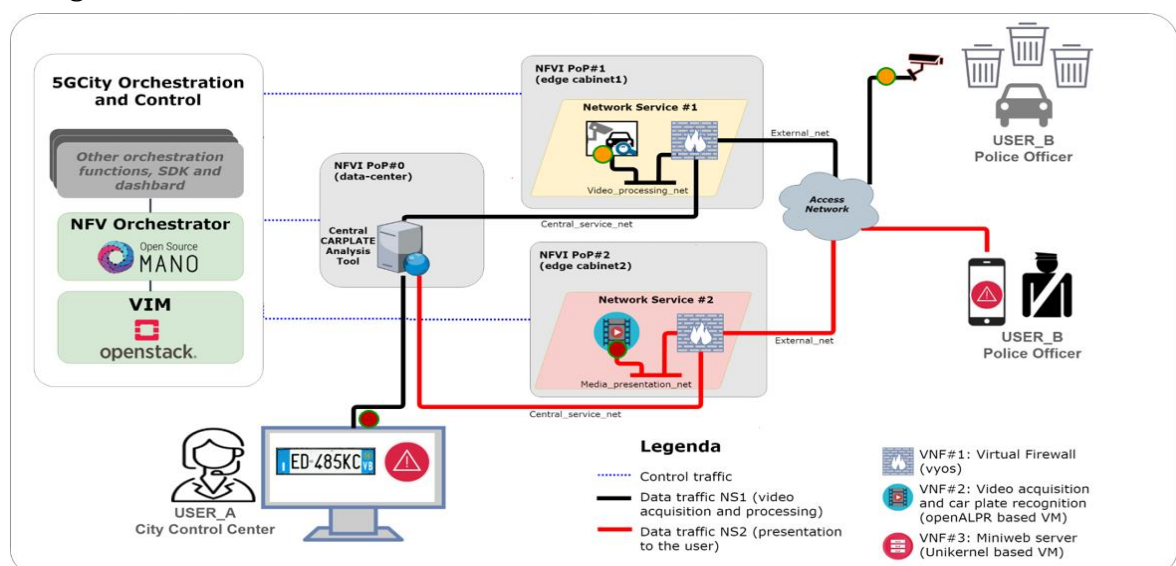 5GCity Orchestration
and Control
Other orchestration
functions, SDK and
dashbard
NFV Orchestrator
Open Source
MANO
VIM
openstack.
NFVI PoP#0
(data-center)
Central
CARPLATE
Analysis
Tool
NFVI PoP#1
(edge cabinet1)
Network Service #1
Video_processing_net
External_net
Central_service_net
NFVI PoP#2
(edge cabinet2)
Network Service #2
Media_presentation_net
External_net
Central_service_net
Access
Network
USER_B
Police Officer
USER_B
Police Officer
ED-485KC
I
VB
USER_A
City Control Center
Legenda
Control traffic
Data traffic NS1 (video
acquisition and processing)
Data traffic NS2 (presentation
to the user)
VNF#1: Virtual Firewall
(vyos)
VNF#2: Video acquisition
and car plate recognition
(openALPR based VM)
VNF#3: Miniweb server
(Unikernel based VM)